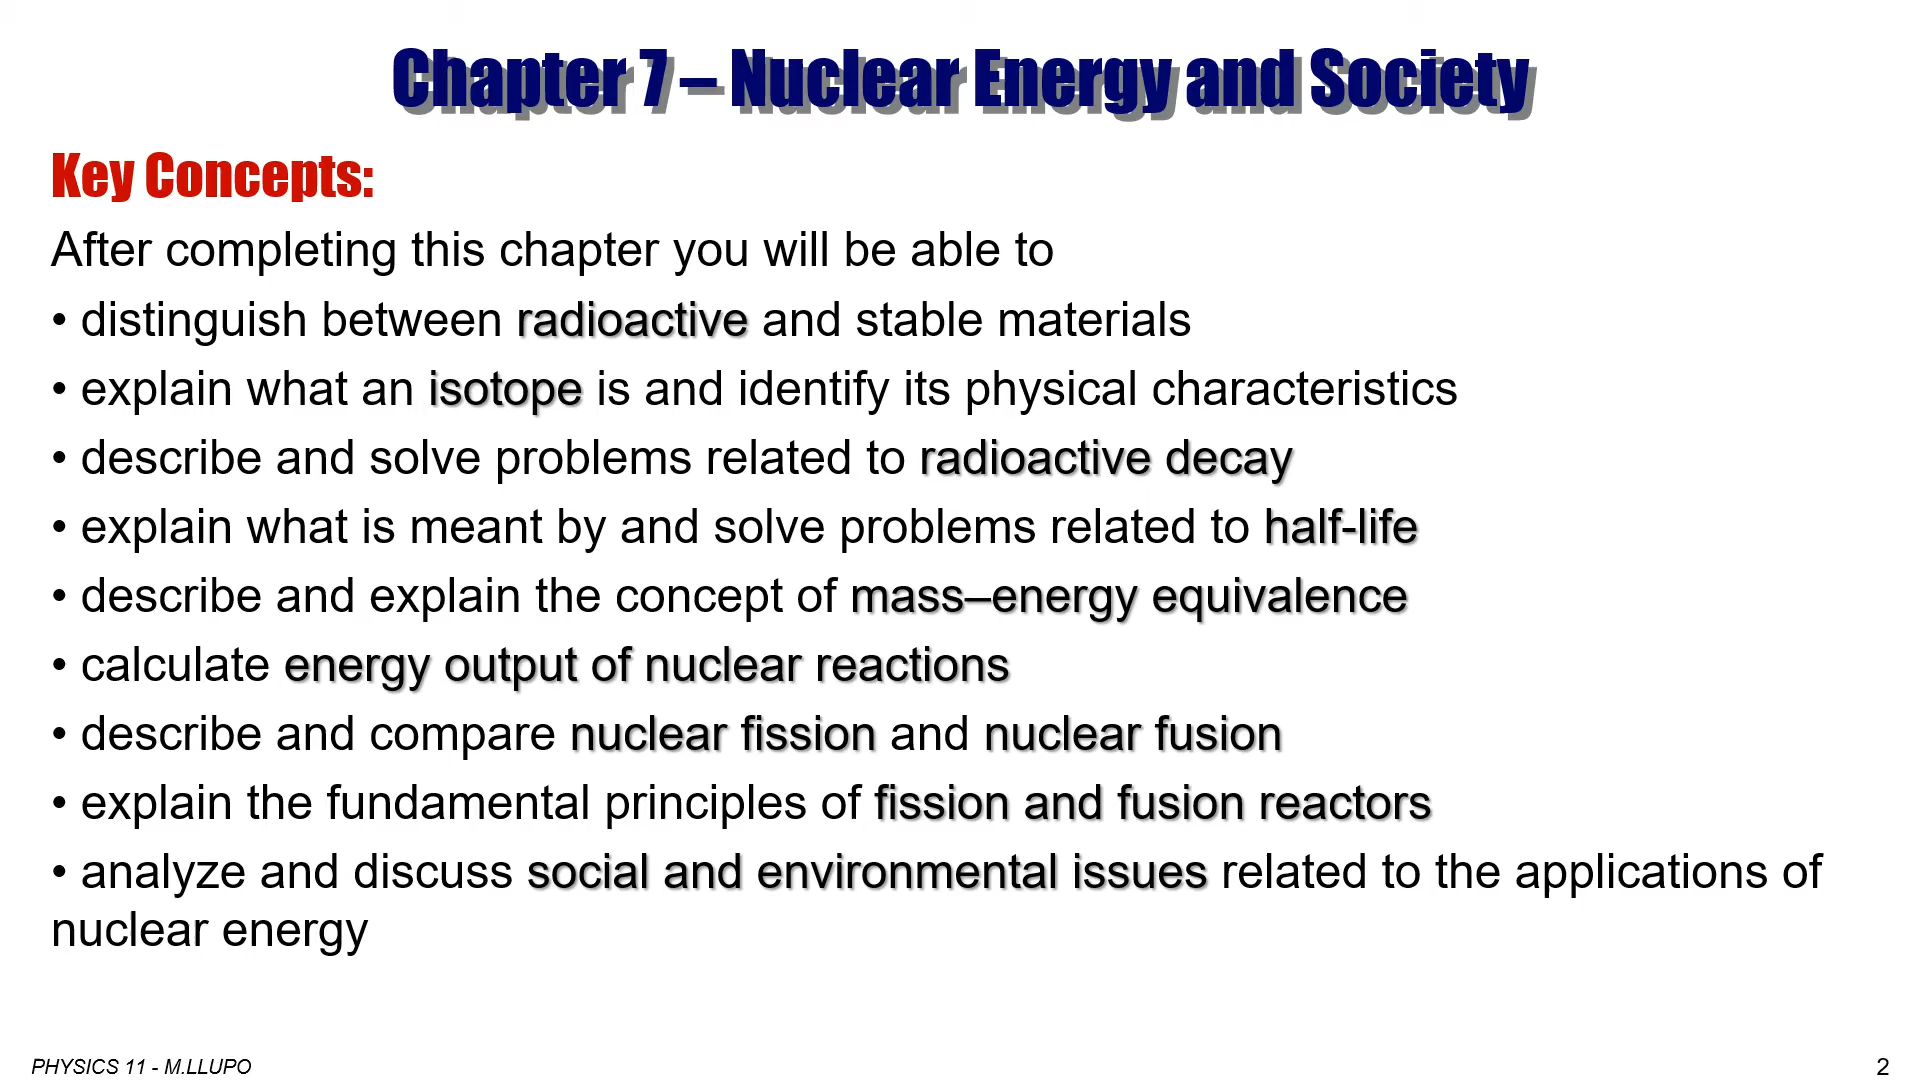 Chapter 7 – Nuclear Energy and Society
Key Concepts:
After completing this chapter you will be able to
• distinguish between radioactive and stable materials
• explain what an isotope is and identify its physical characteristics
• describe and solve problems related to radioactive decay
• explain what is meant by and solve problems related to half-life
• describe and explain the concept of mass–energy equivalence
• calculate energy output of nuclear reactions
• describe and compare nuclear fission and nuclear fusion
• explain the fundamental principles of fission and fusion reactors
• analyze and discuss social and environmental issues related to the applications of
nuclear energy
PHYSICS 11 - M.LLUPO
2